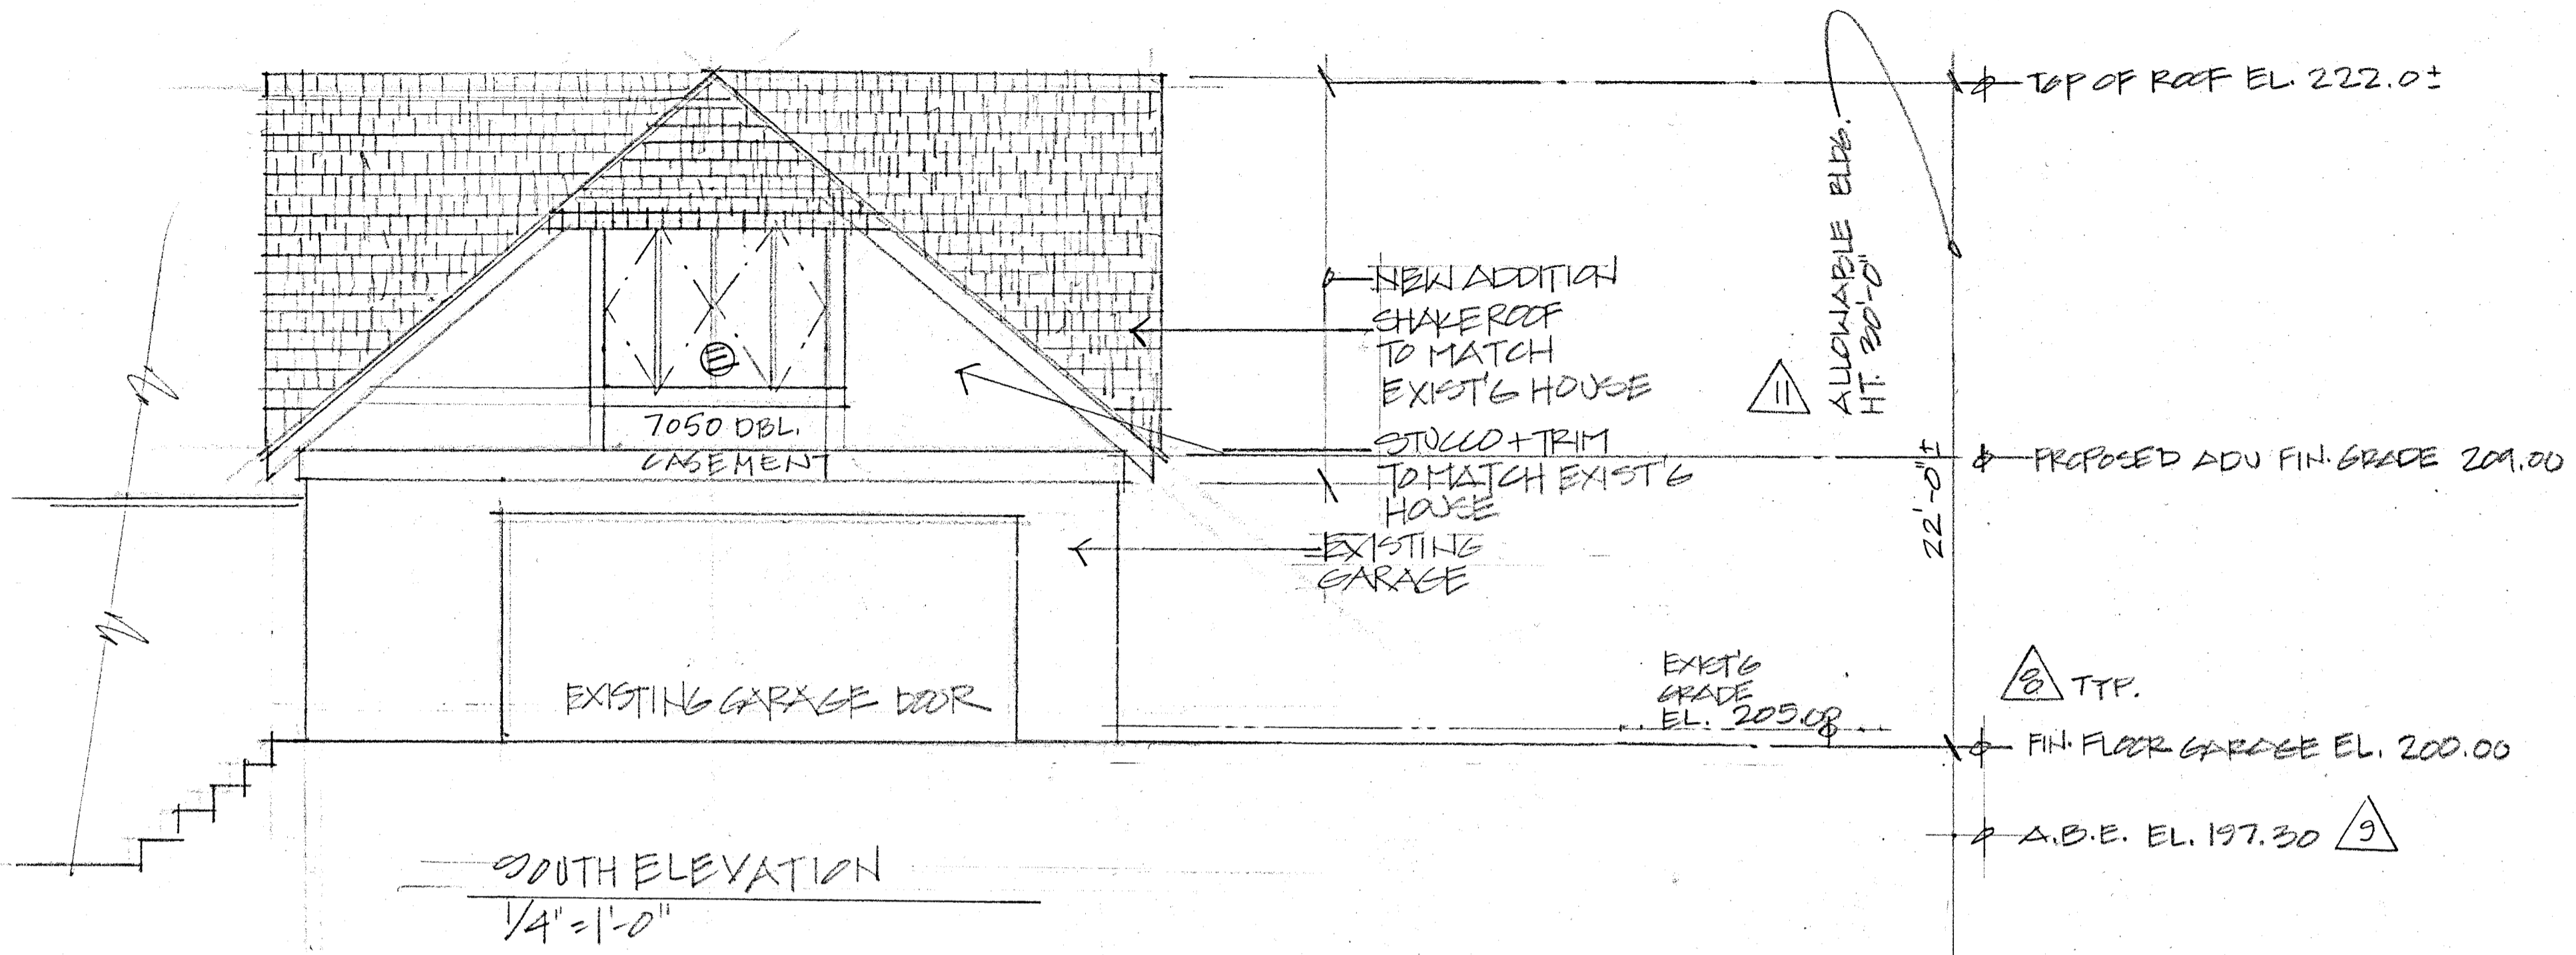 TOP OF ROOF EL. 222.0±
ALLOWABLE BLDG.
HT. 30'-0"
11
NEW ADDITION
SHAKE ROOF
TO MATCH
EXIST'G HOUSE
STUCCO + TRIM
TO MATCH EXIST'G
HOUSE
EXISTING
GARAGE
E
7050 DBL.
CASEMENT
PROPOSED ADU FIN. GRADE 209.00
22'-0"±
EXISTING GARAGE DOOR
EXIST'G
GRADE
EL. 205.00
8 TYP.
FIN. FLOOR GARAGE EL. 200.00
A.B.E. EL. 197.30 9
SOUTH ELEVATION
1/4" = 1'-0"